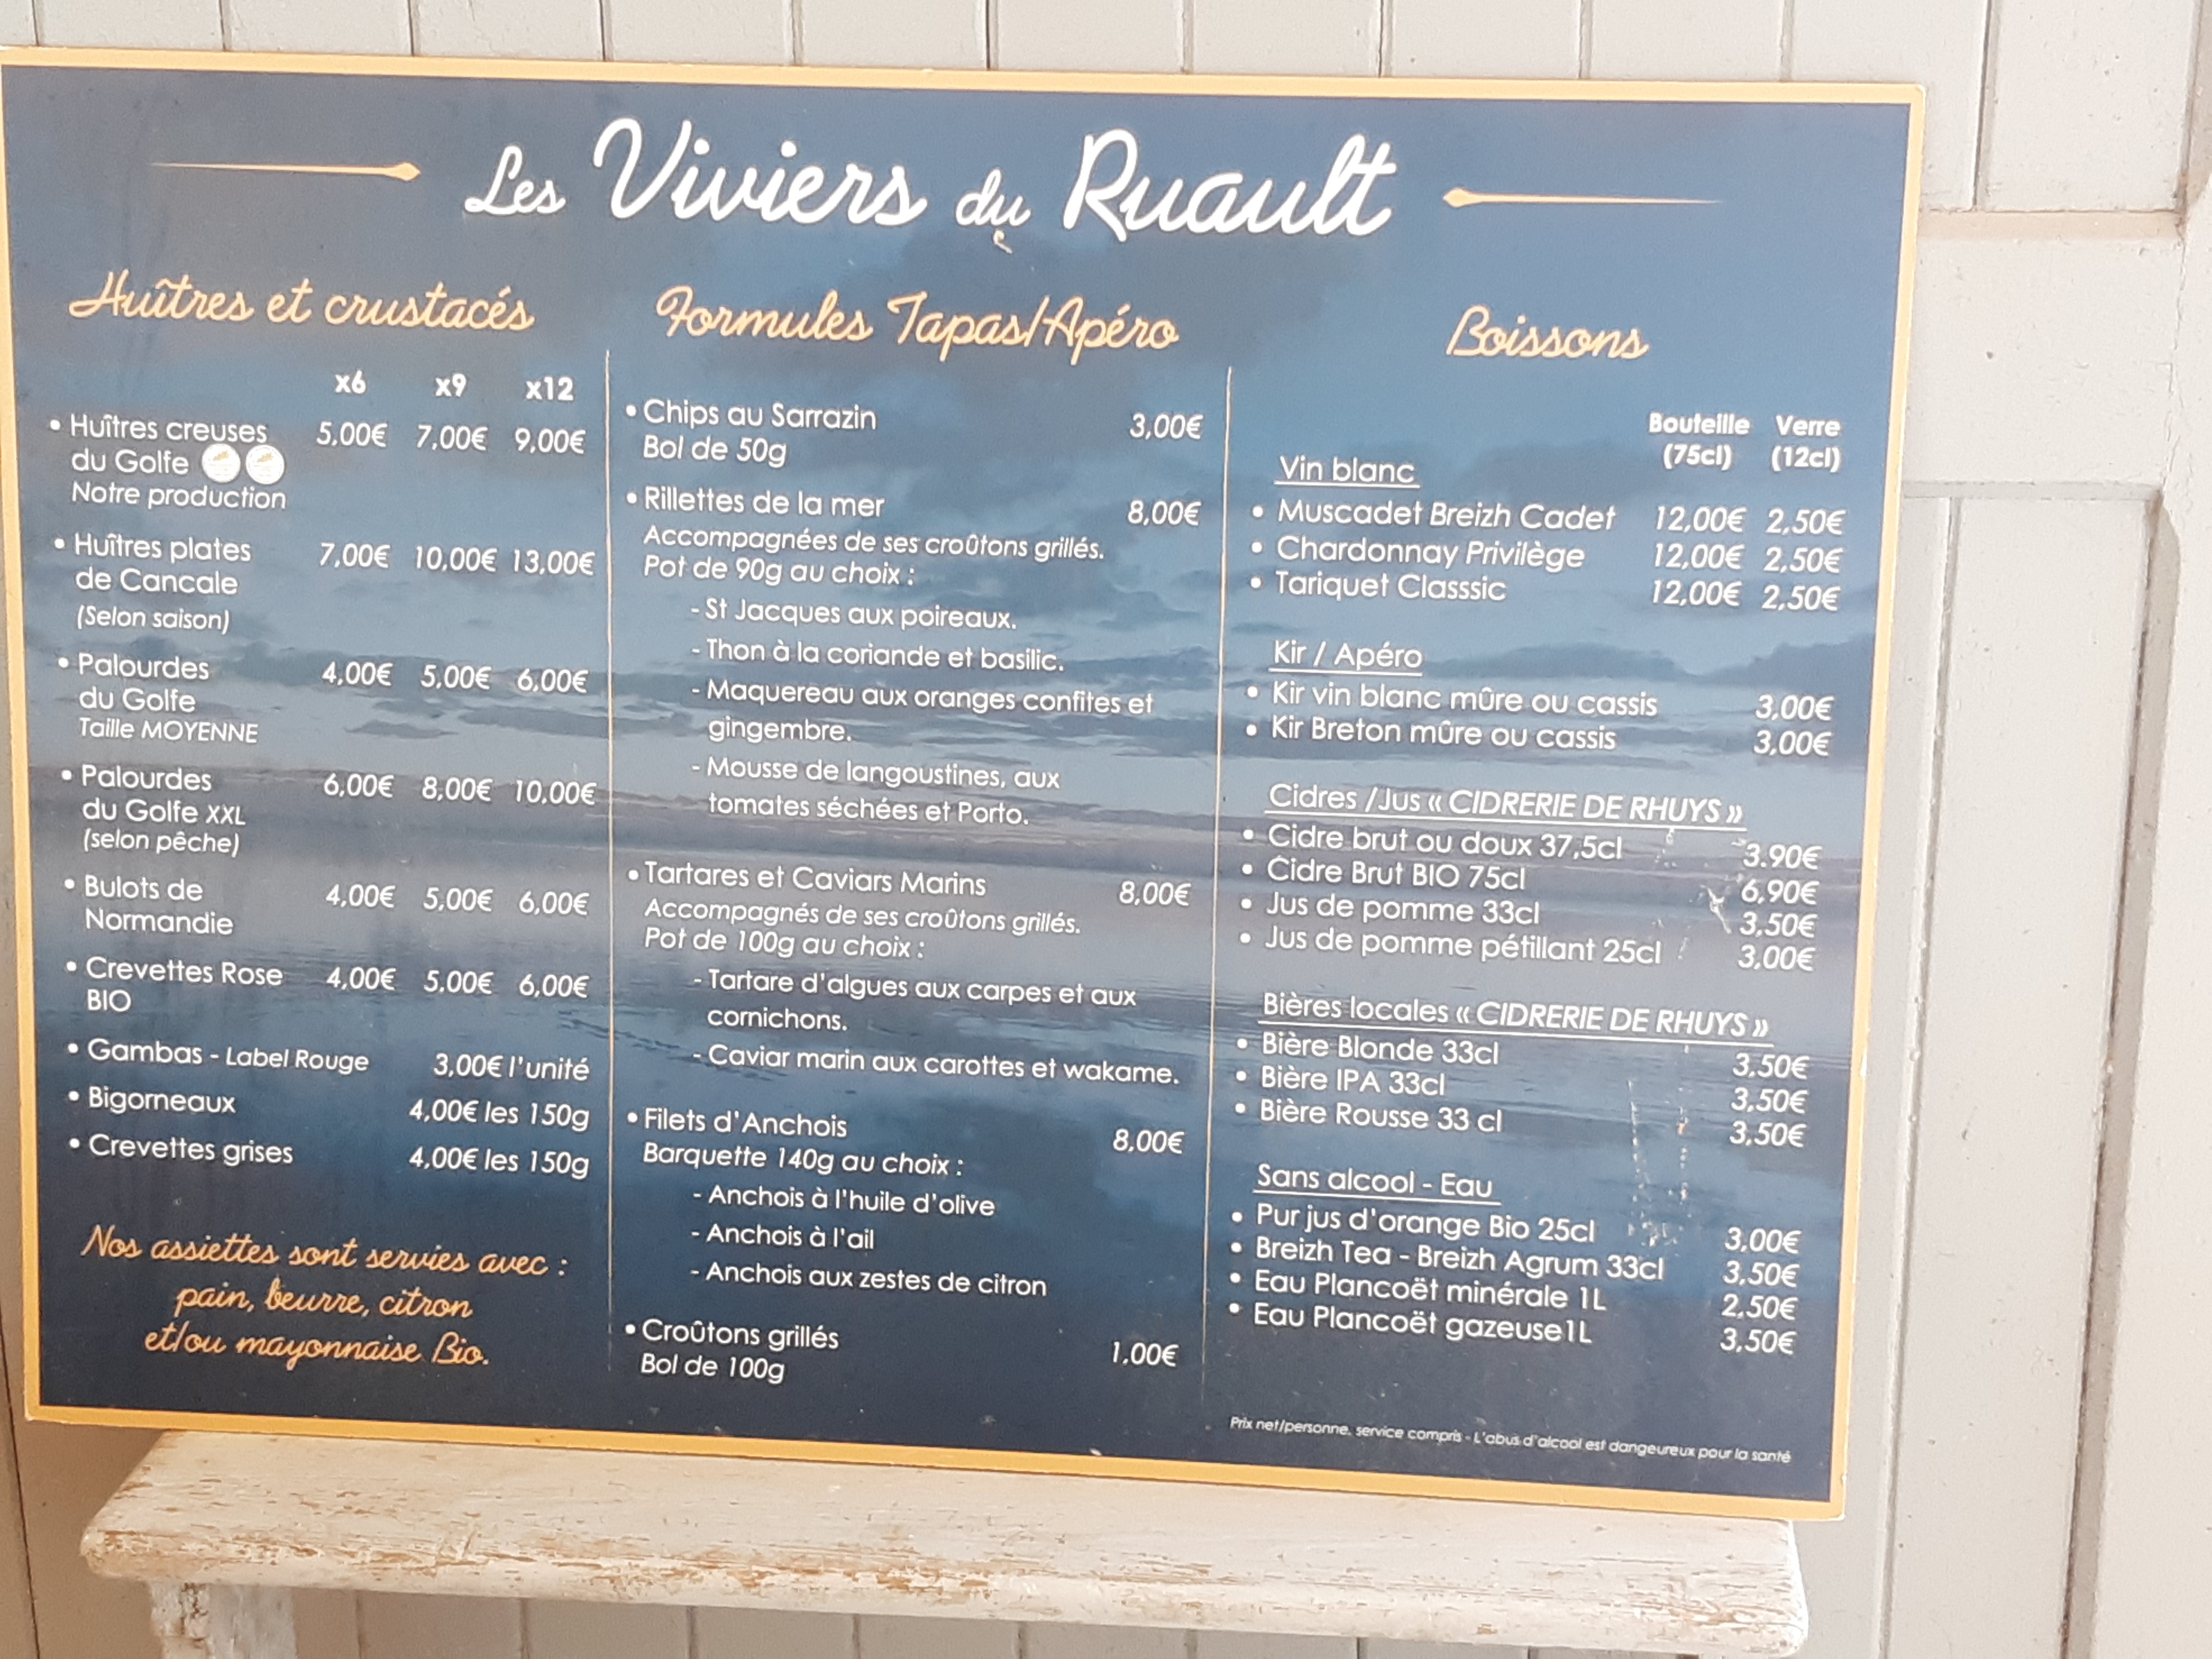 Les Viviers du Ruault
Huîtres et crustacés
x6 x9 x12
• Huîtres creuses 5,00€ 7,00€ 9,00€
du Golfe
Notre production
• Huîtres plates 7,00€ 10,00€ 13,00€
de Cancale
(Selon saison)
• Palourdes 4,00€ 5,00€ 6,00€
du Golfe
Taille MOYENNE
• Palourdes 6,00€ 8,00€ 10,00€
du Golfe XXL
(selon pêche)
• Bulots de 4,00€ 5,00€ 6,00€
Normandie
• Crevettes Rose 4,00€ 5,00€ 6,00€
BIO
• Gambas - Label Rouge 3,00€ l'unité
• Bigorneaux 4,00€ les 150g
• Crevettes grises 4,00€ les 150g
Nos assiettes sont servies avec :
pain, beurre, citron
et/ou mayonnaise Bio.
Formules Tapas/Apéro
• Chips au Sarrazin 3,00€
Bol de 50g
• Rillettes de la mer 8,00€
Accompagnées de ses croûtons grillés.
Pot de 90g au choix :
- St Jacques aux poireaux.
- Thon à la coriande et basilic.
- Maquereau aux oranges confites et
gingembre.
- Mousse de langoustines, aux
tomates séchées et Porto.
• Tartares et Caviars Marins 8,00€
Accompagnés de ses croûtons grillés.
Pot de 100g au choix :
- Tartare d'algues aux carpes et aux
cornichons.
- Caviar marin aux carottes et wakame.
• Filets d'Anchois 8,00€
Barquette 140g au choix :
- Anchois à l'huile d'olive
- Anchois à l'ail
- Anchois aux zestes de citron
• Croûtons grillés 1,00€
Bol de 100g
Boissons
Bouteille Verre
(75cl) (12cl)
Vin blanc
• Muscadet Breizh Cadet 12,00€ 2,50€
• Chardonnay Privilège 12,00€ 2,50€
• Tariquet Classsic 12,00€ 2,50€
Kir / Apéro
• Kir vin blanc mûre ou cassis 3,00€
• Kir Breton mûre ou cassis 3,00€
Cidres /Jus « CIDRERIE DE RHUYS »
• Cidre brut ou doux 37,5cl 3.90€
• Cidre Brut BIO 75cl 6,90€
• Jus de pomme 33cl 3,50€
• Jus de pomme pétillant 25cl 3,00€
Bières locales « CIDRERIE DE RHUYS »
• Bière Blonde 33cl 3,50€
• Bière IPA 33cl 3,50€
• Bière Rousse 33 cl 3,50€
Sans alcool - Eau
• Pur jus d'orange Bio 25cl 3,00€
• Breizh Tea - Breizh Agrum 33cl 3,50€
• Eau Plancoët minérale 1L 2,50€
• Eau Plancoët gazeuse1L 3,50€
Prix net/personne, service compris - L'abus d'alcool est dangeureux pour la santé